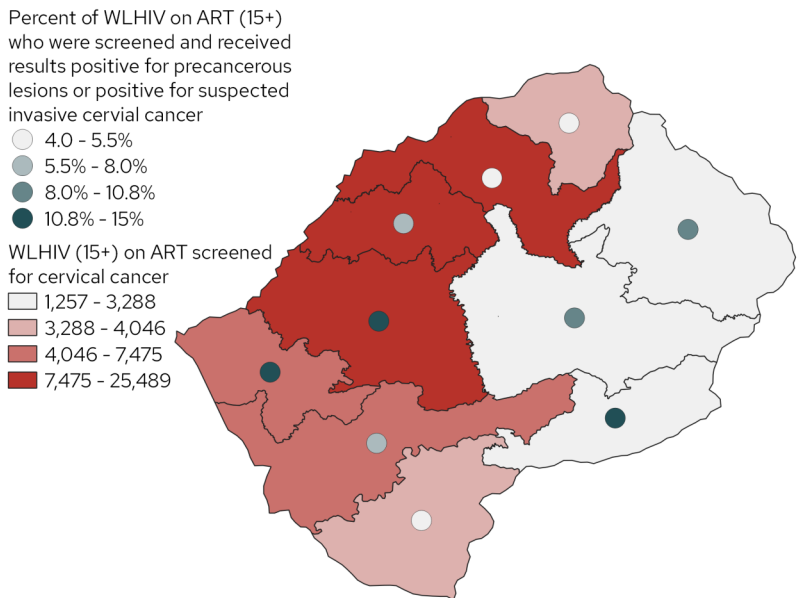 Percent of WLHIV on ART (15+)
who were screened and received
results positive for precancerous
lesions or positive for suspected
invasive cervial cancer
4.0 - 5.5%
5.5% - 8.0%
8.0% - 10.8%
10.8% - 15%
WLHIV (15+) on ART screened
for cervical cancer
1,257 - 3,288
3,288 - 4,046
4,046 - 7,475
7,475 - 25,489